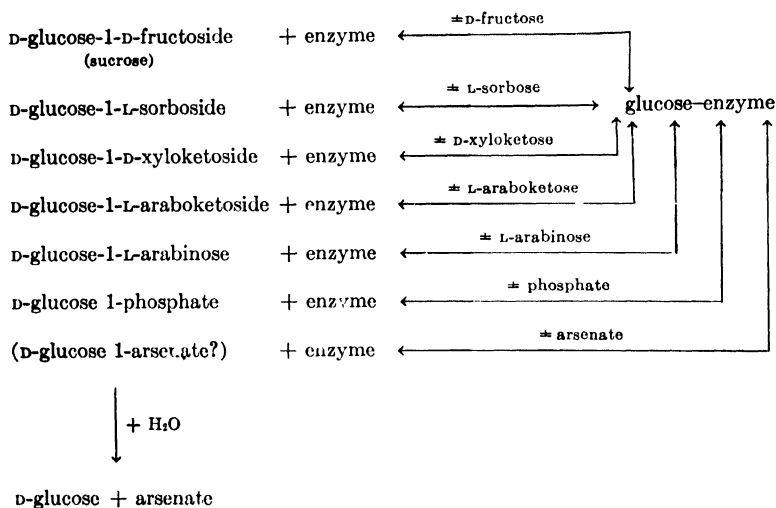 ±D-fructose
D-glucose-1-D-fructoside + enzyme
(sucrose)
± L-sorbose
D-glucose-1-L-sorboside + enzyme glucose–enzyme
± D-xyloketose
D-glucose-1-D-xyloketoside + enzyme
± L-araboketose
D-glucose-1-L-araboketoside + enzyme
± L-arabinose
D-glucose-1-L-arabinose + enzyme
± phosphate
D-glucose 1-phosphate + enzyme
± arsenate
(D-glucose 1-arsenate?) + enzyme
+ H₂O
D-glucose + arsenate